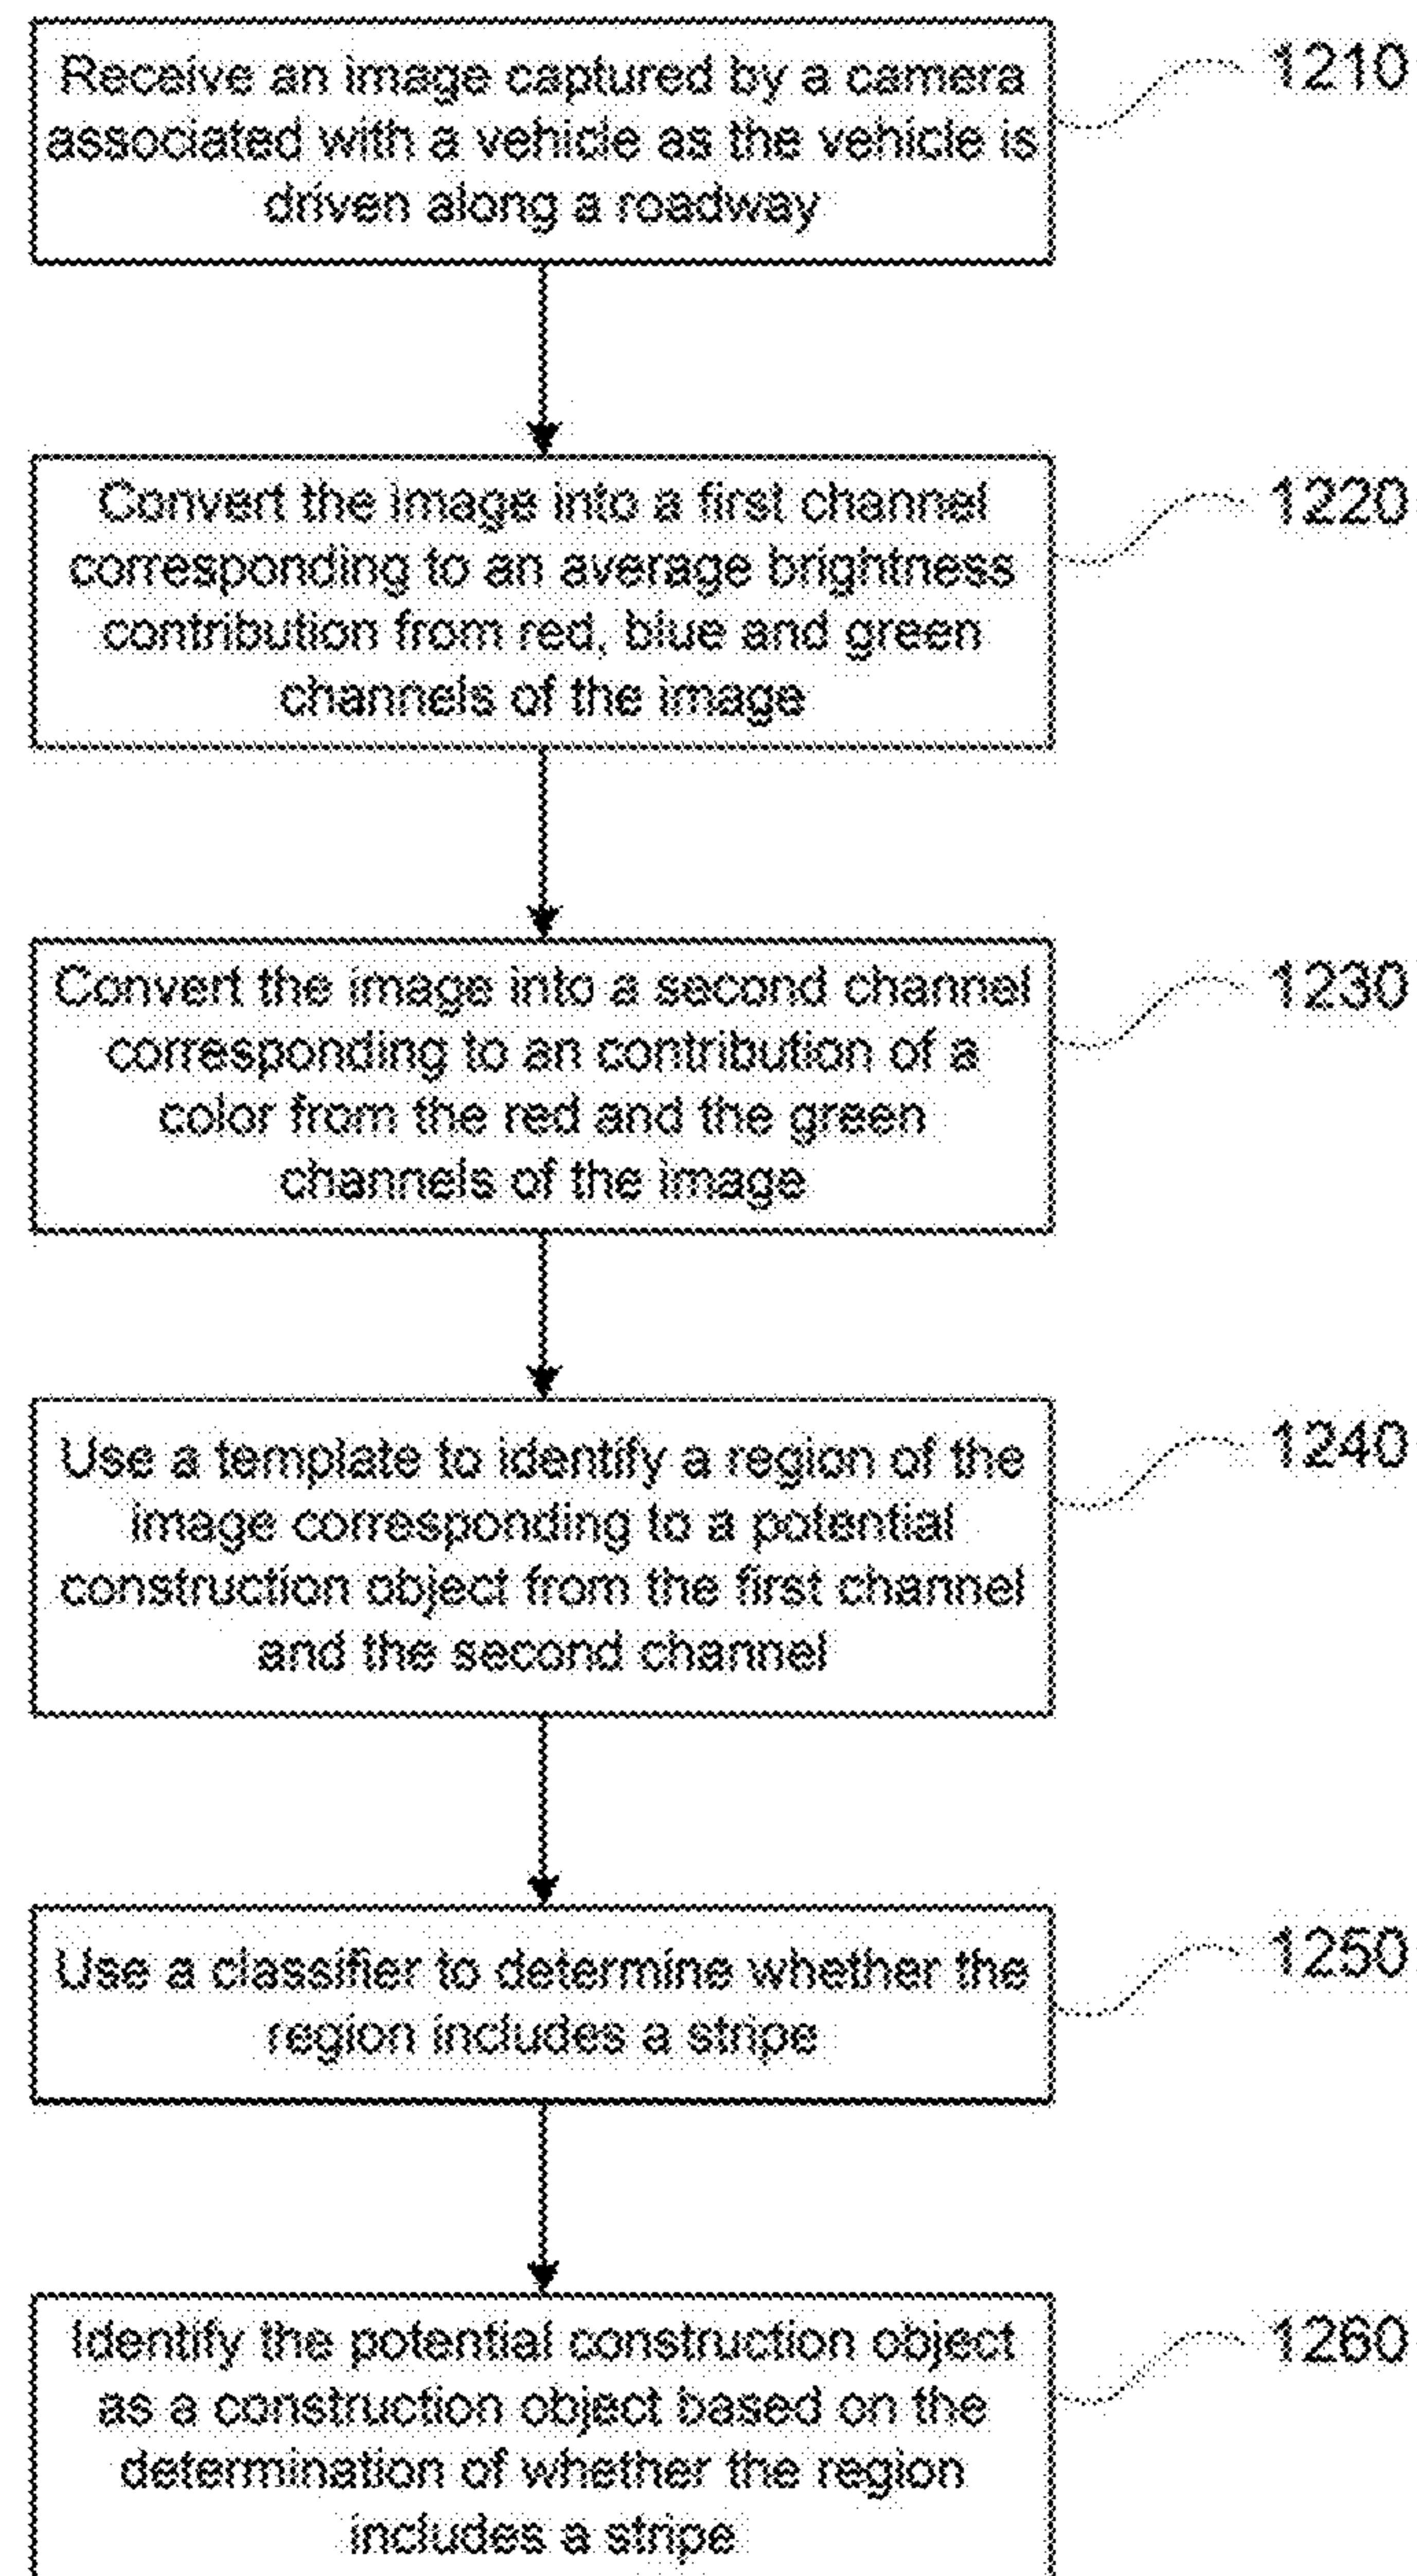 Receive an image captured by a camera
associated with a vehicle as the vehicle is
driven along a roadway
1210
Convert the image into a first channel
corresponding to an average brightness
contribution from red, blue and green
channels of the image
1220
Convert the image into a second channel
corresponding to an contribution of a
color from the red and the green
channels of the image
1230
Use a template to identify a region of the
image corresponding to a potential
construction object from the first channel
and the second channel
1240
Use a classifier to determine whether the
region includes a stripe
1250
Identify the potential construction object
as a construction object based on the
determination of whether the region
includes a stripe
1260